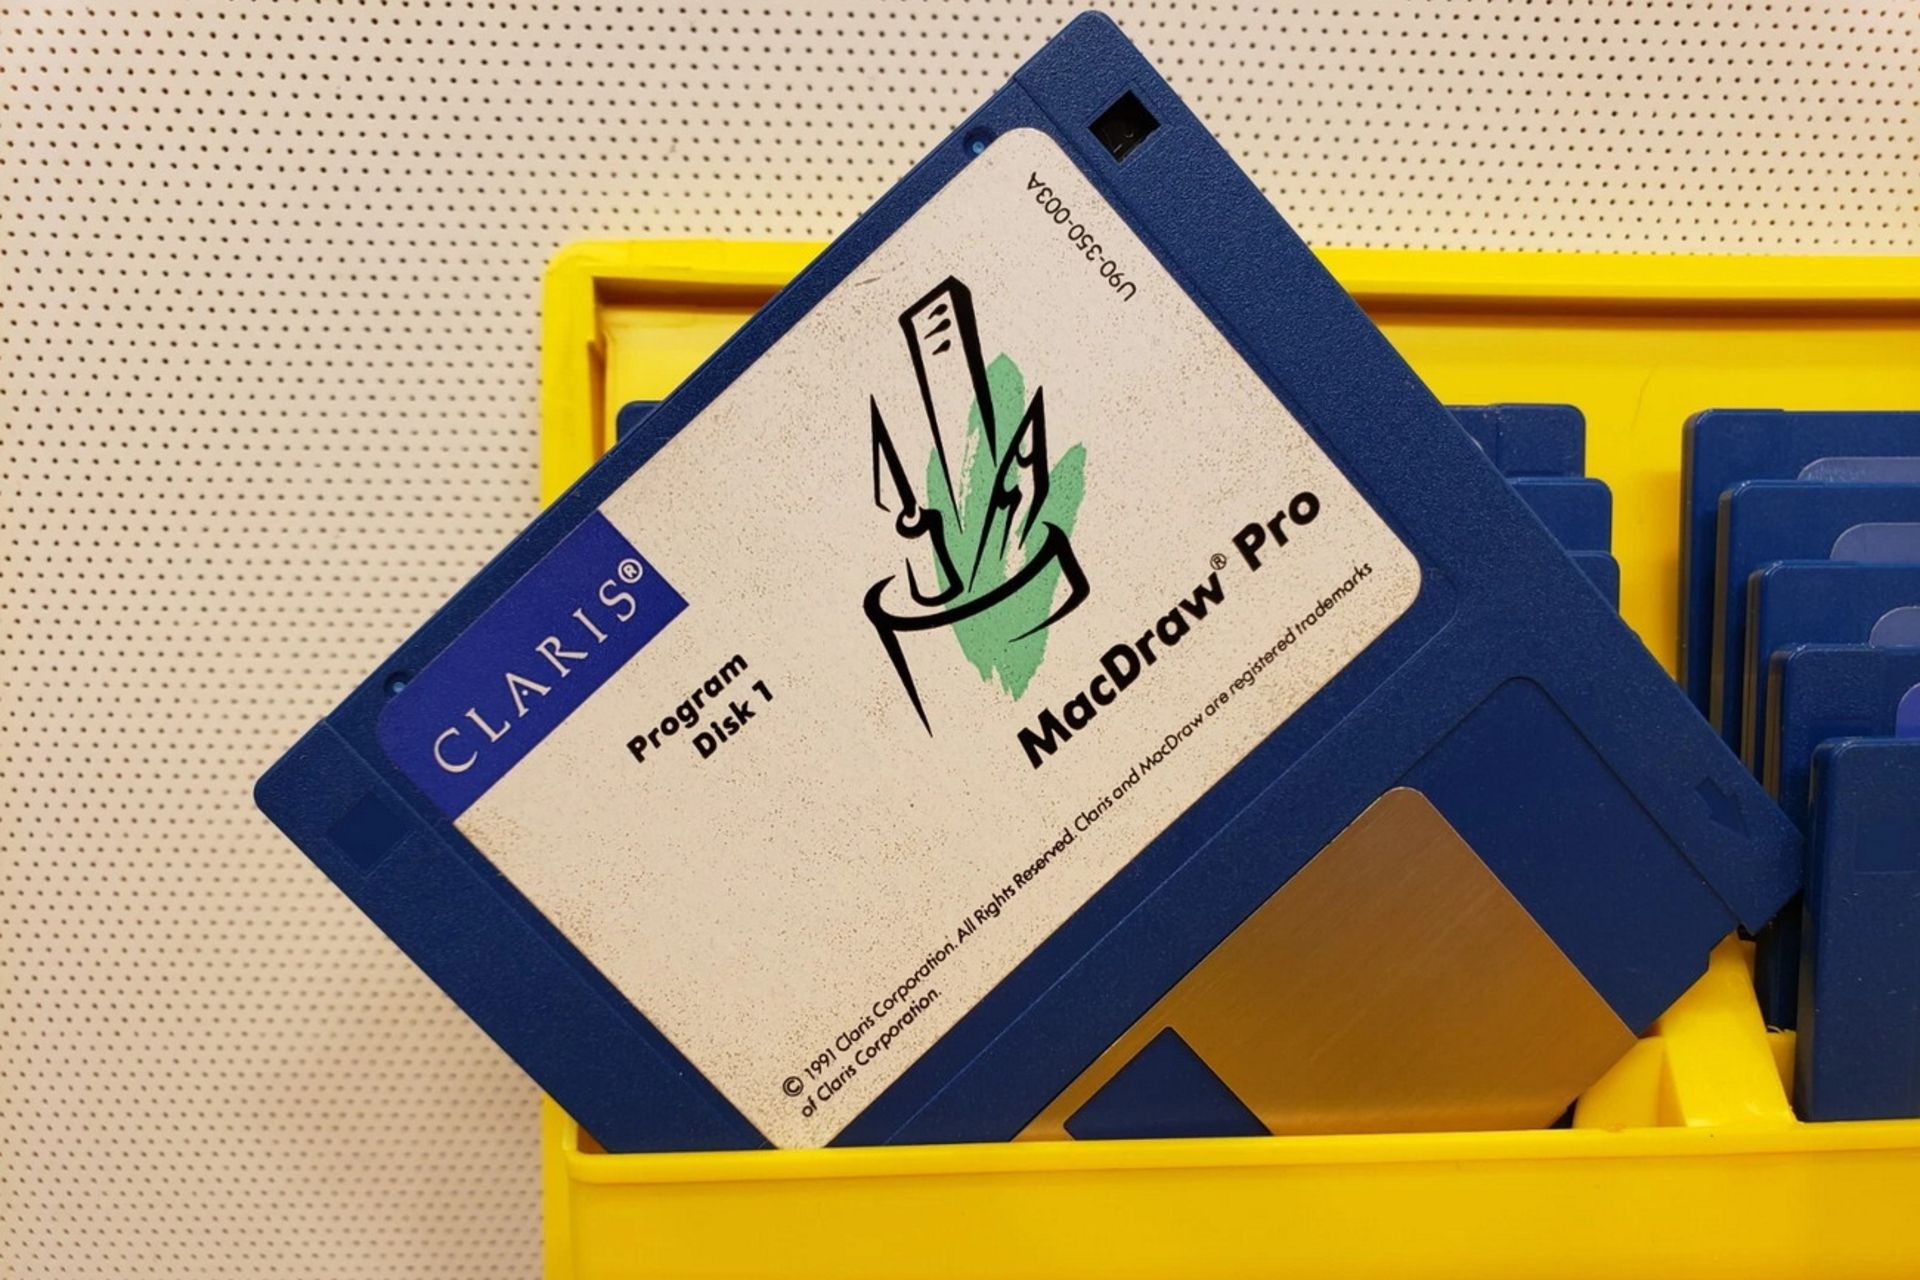 CLARIS®
Program
Disk 1
U90-350-003A
MacDraw® Pro
© 1991 Claris Corporation. All Rights Reserved. Claris and MacDraw are registered trademarks
of Claris Corporation.